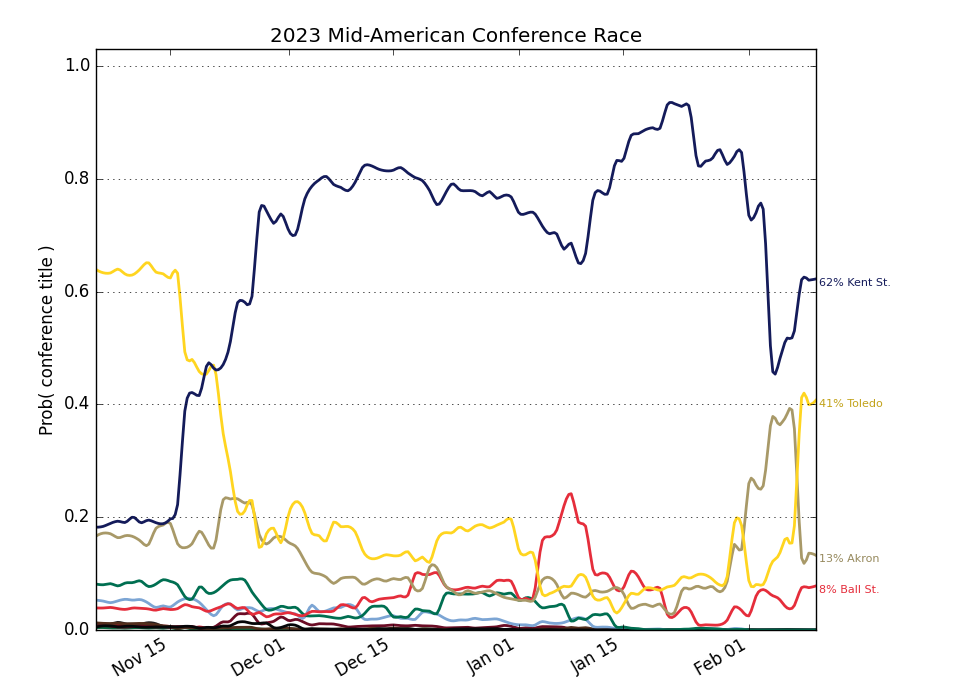 2023 Mid-American Conference Race
1.0
0.8
0.6
0.4
0.2
0.0
Prob( conference title )
62% Kent St.
41% Toledo
13% Akron
8% Ball St.
Nov 15
Dec 01
Dec 15
Jan 01
Jan 15
Feb 01